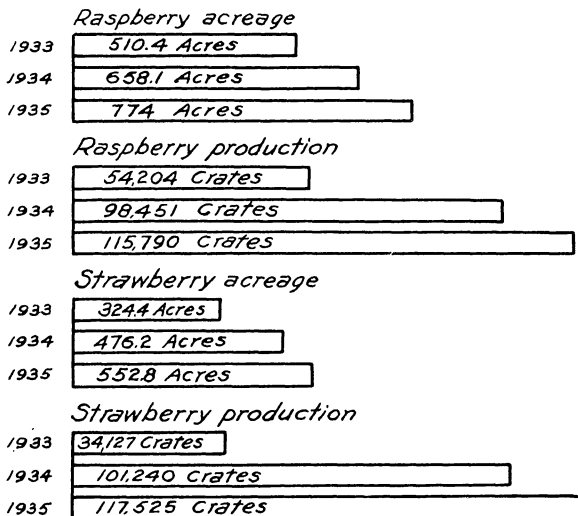 Raspberry acreage
1933 510.4 Acres
1934 658.1 Acres
1935 774 Acres
Raspberry production
1933 54,204 Crates
1934 98,451 Crates
1935 115,790 Crates
Strawberry acreage
1933 324.4 Acres
1934 476.2 Acres
1935 552.8 Acres
Strawberry production
1933 34,127 Crates
1934 101,240 Crates
1935 117,525 Crates